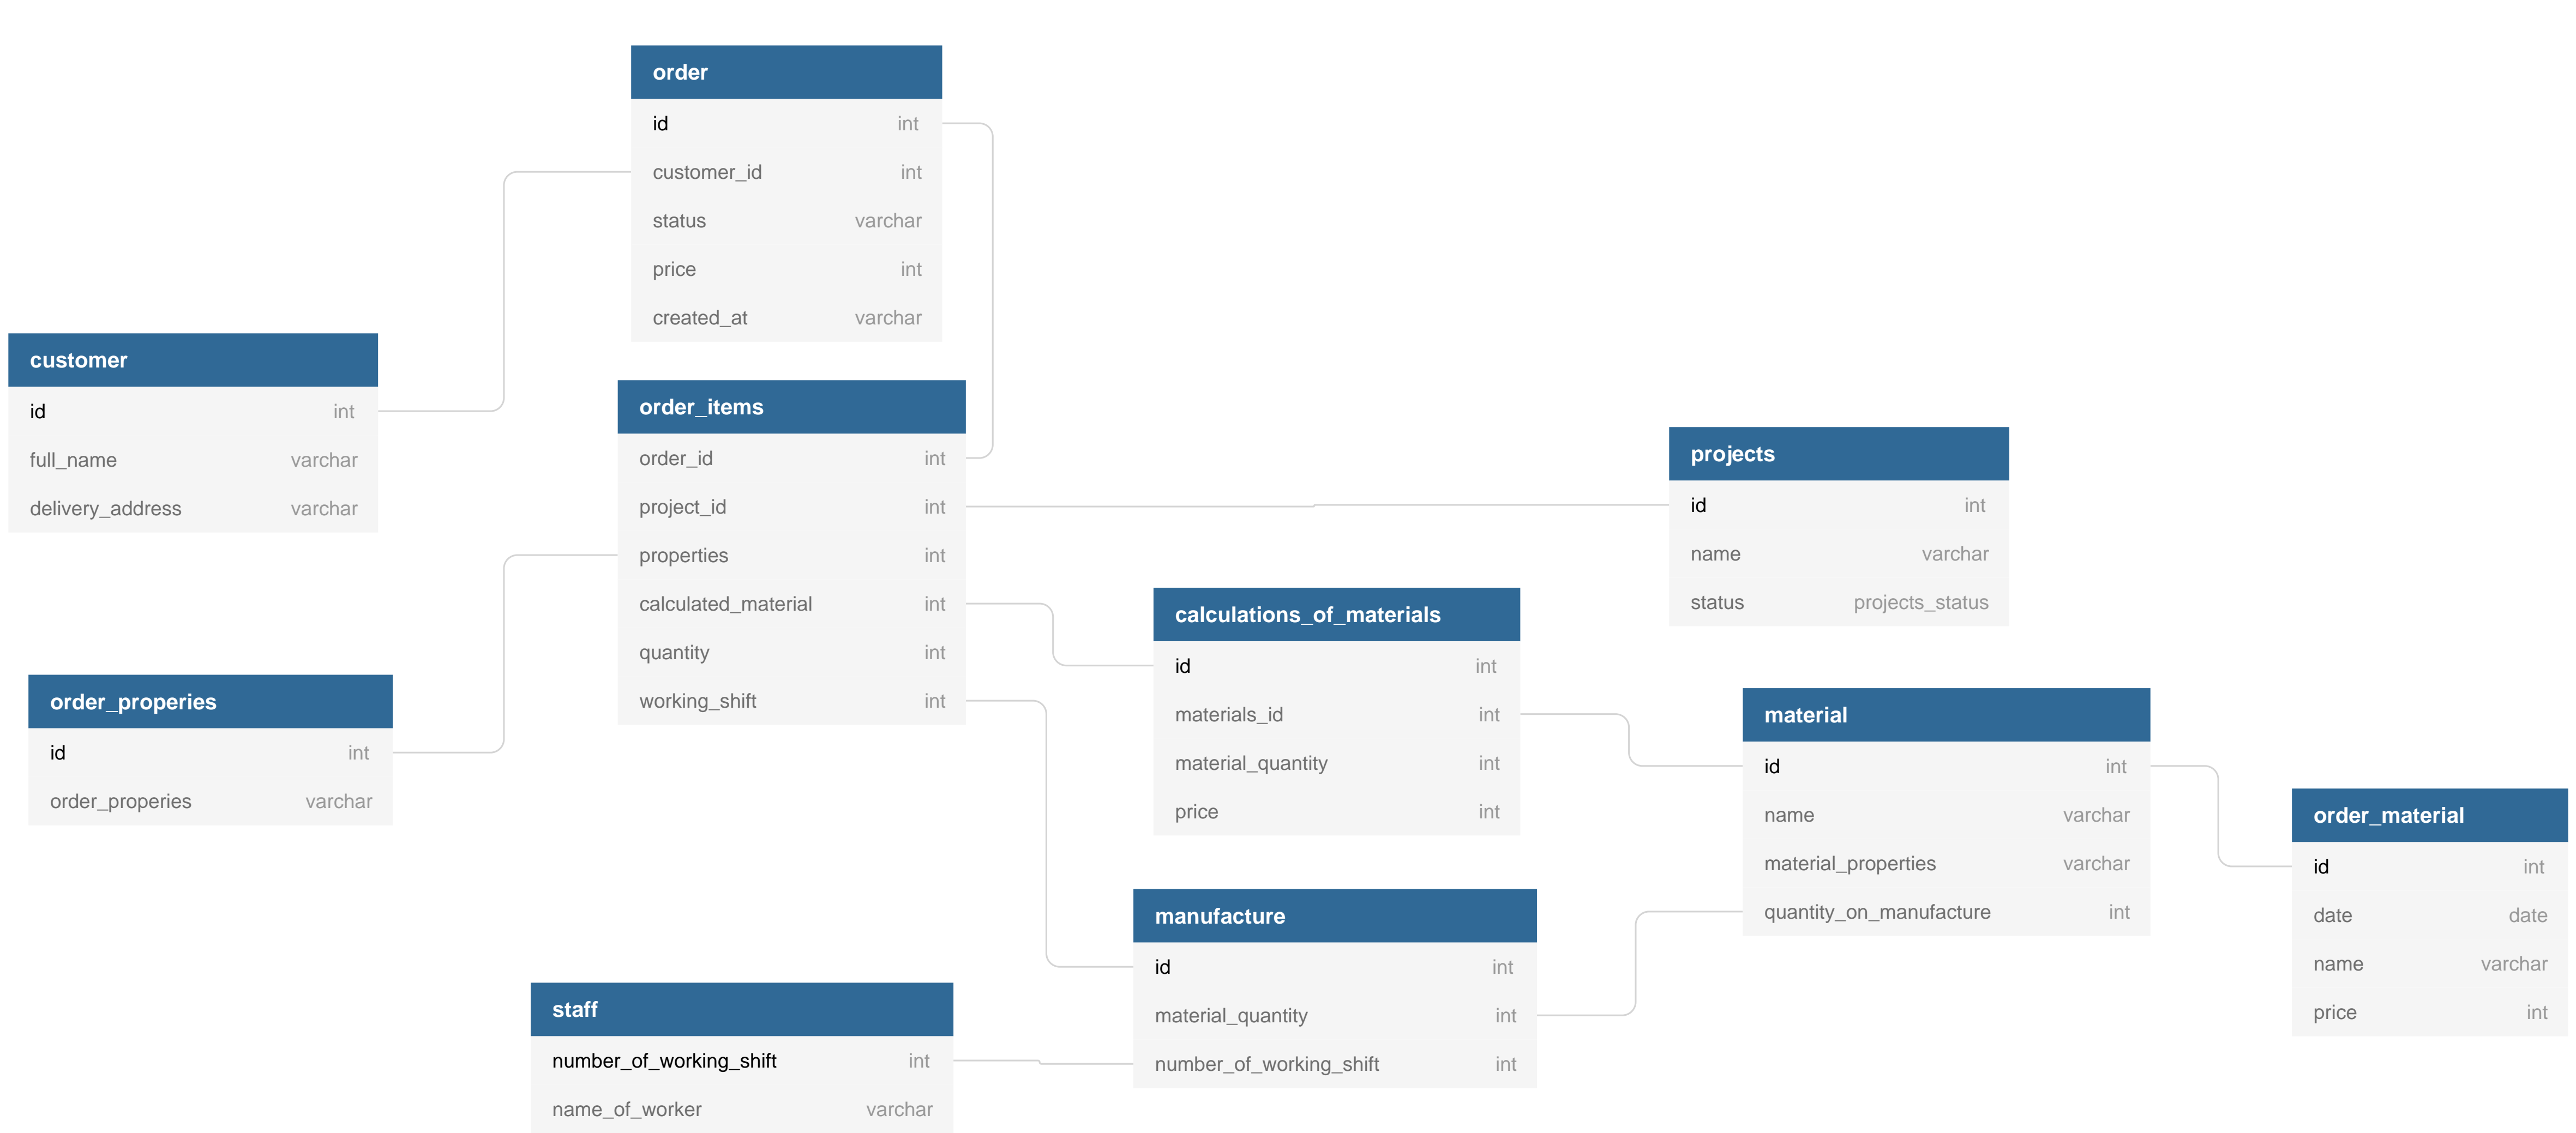 order
id int
customer_id int
status varchar
price int
created_at varchar
customer
id int
full_name varchar
delivery_address varchar
order_items
order_id int
project_id int
properties int
calculated_material int
quantity int
working_shift int
projects
id int
name varchar
status projects_status
calculations_of_materials
id int
materials_id int
material_quantity int
price int
order_properies
id int
order_properies varchar
material
id int
name varchar
material_properties varchar
quantity_on_manufacture int
order_material
id int
date date
name varchar
price int
manufacture
id int
material_quantity int
number_of_working_shift int
staff
number_of_working_shift int
name_of_worker varchar